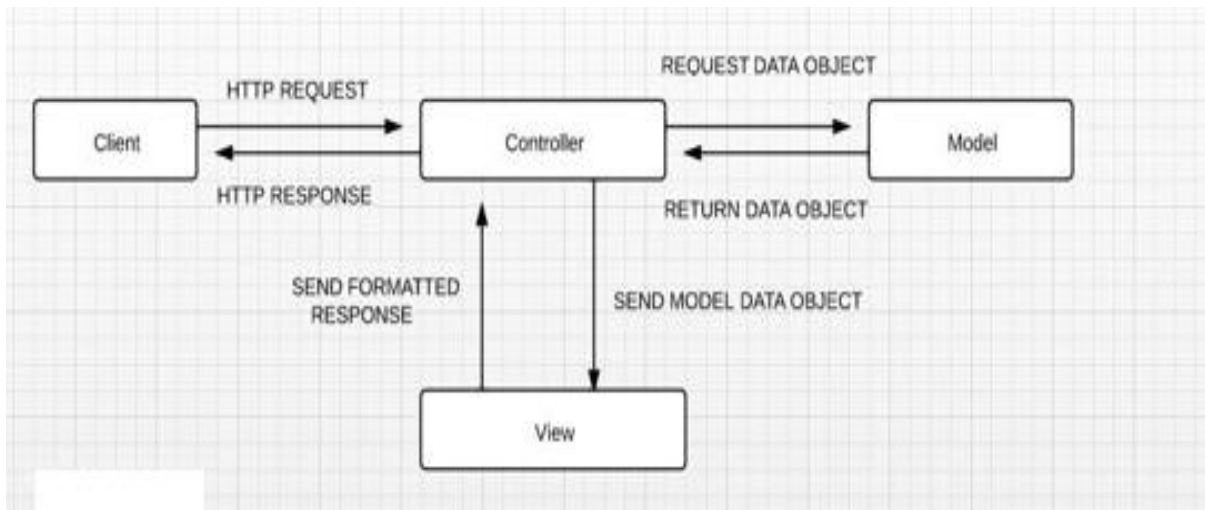 REQUEST DATA OBJECT
HTTP REQUEST
Client
Controller
Model
HTTP RESPONSE
RETURN DATA OBJECT
SEND FORMATTED
RESPONSE
SEND MODEL DATA OBJECT
View